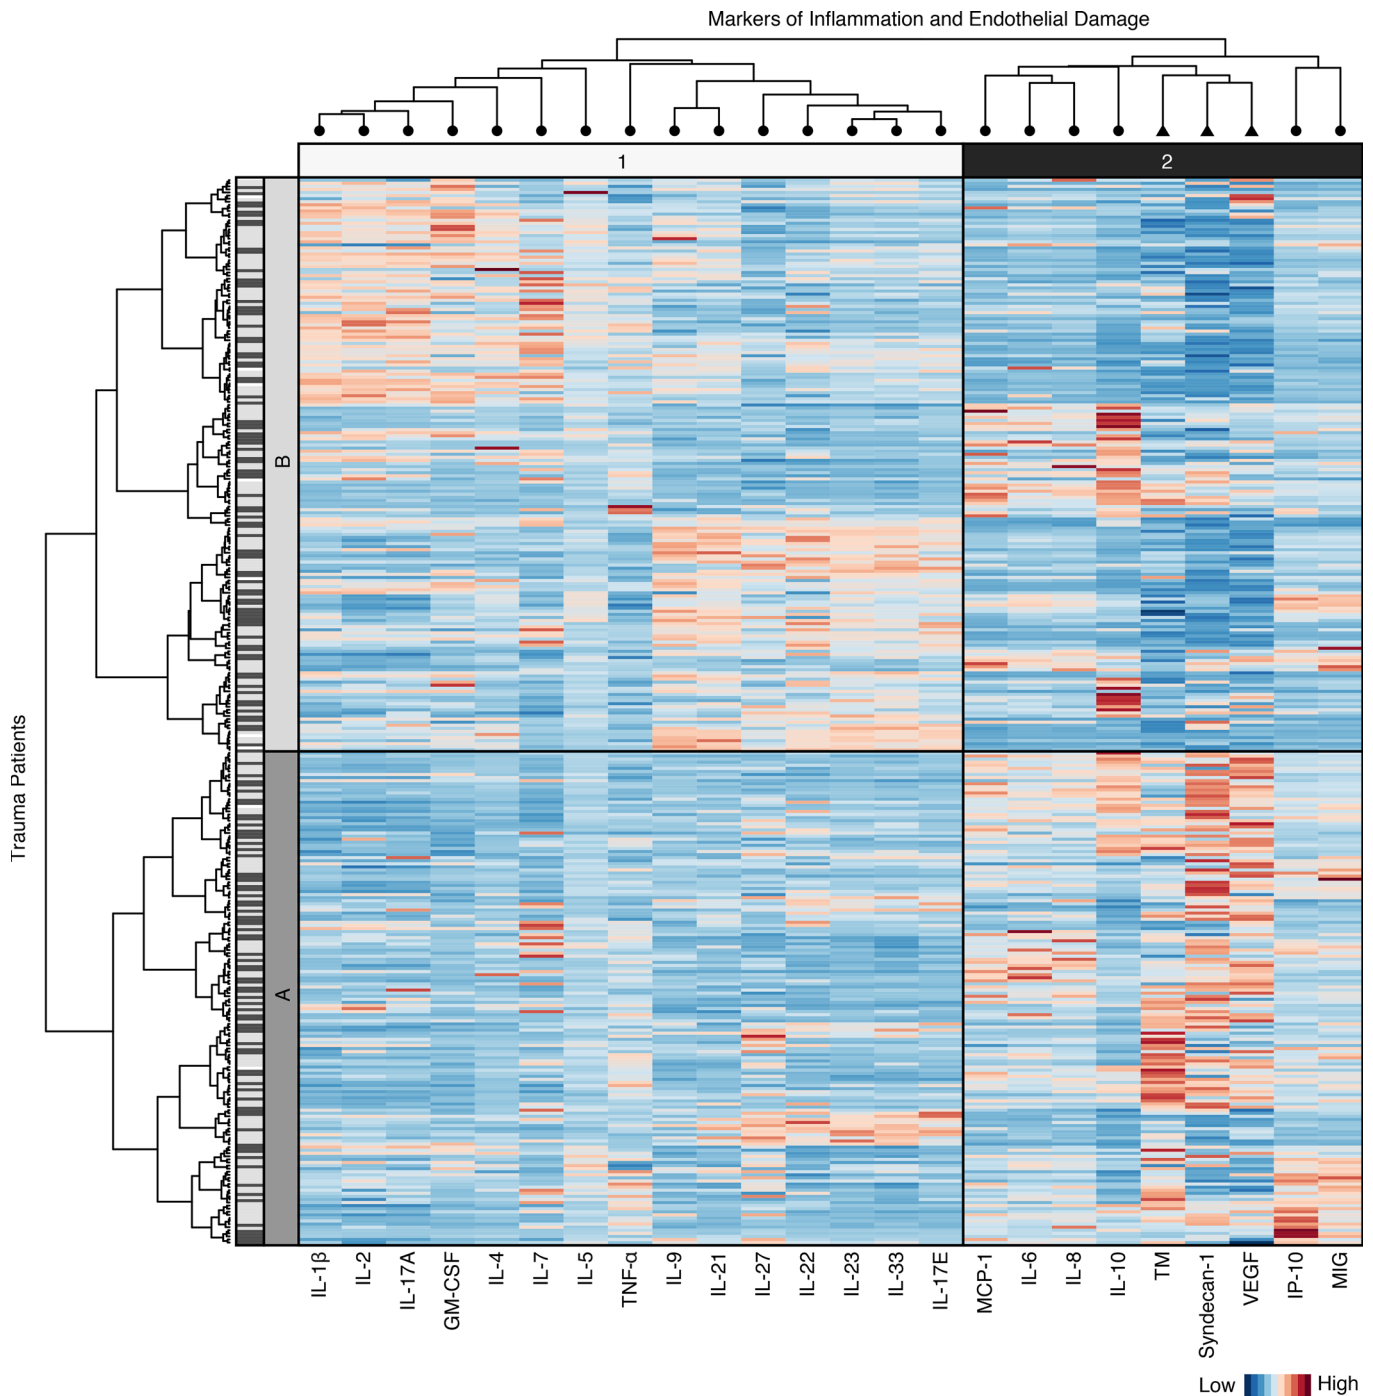 Markers of Inflammation and Endothelial Damage
1
2
Trauma Patients
B
A
IL-1β
IL-2
IL-17A
GM-CSF
IL-4
IL-7
IL-5
TNF-α
IL-9
IL-21
IL-27
IL-22
IL-23
IL-33
IL-17E
MCP-1
IL-6
IL-8
IL-10
TM
Syndecan-1
VEGF
IP-10
MIG
Low
High